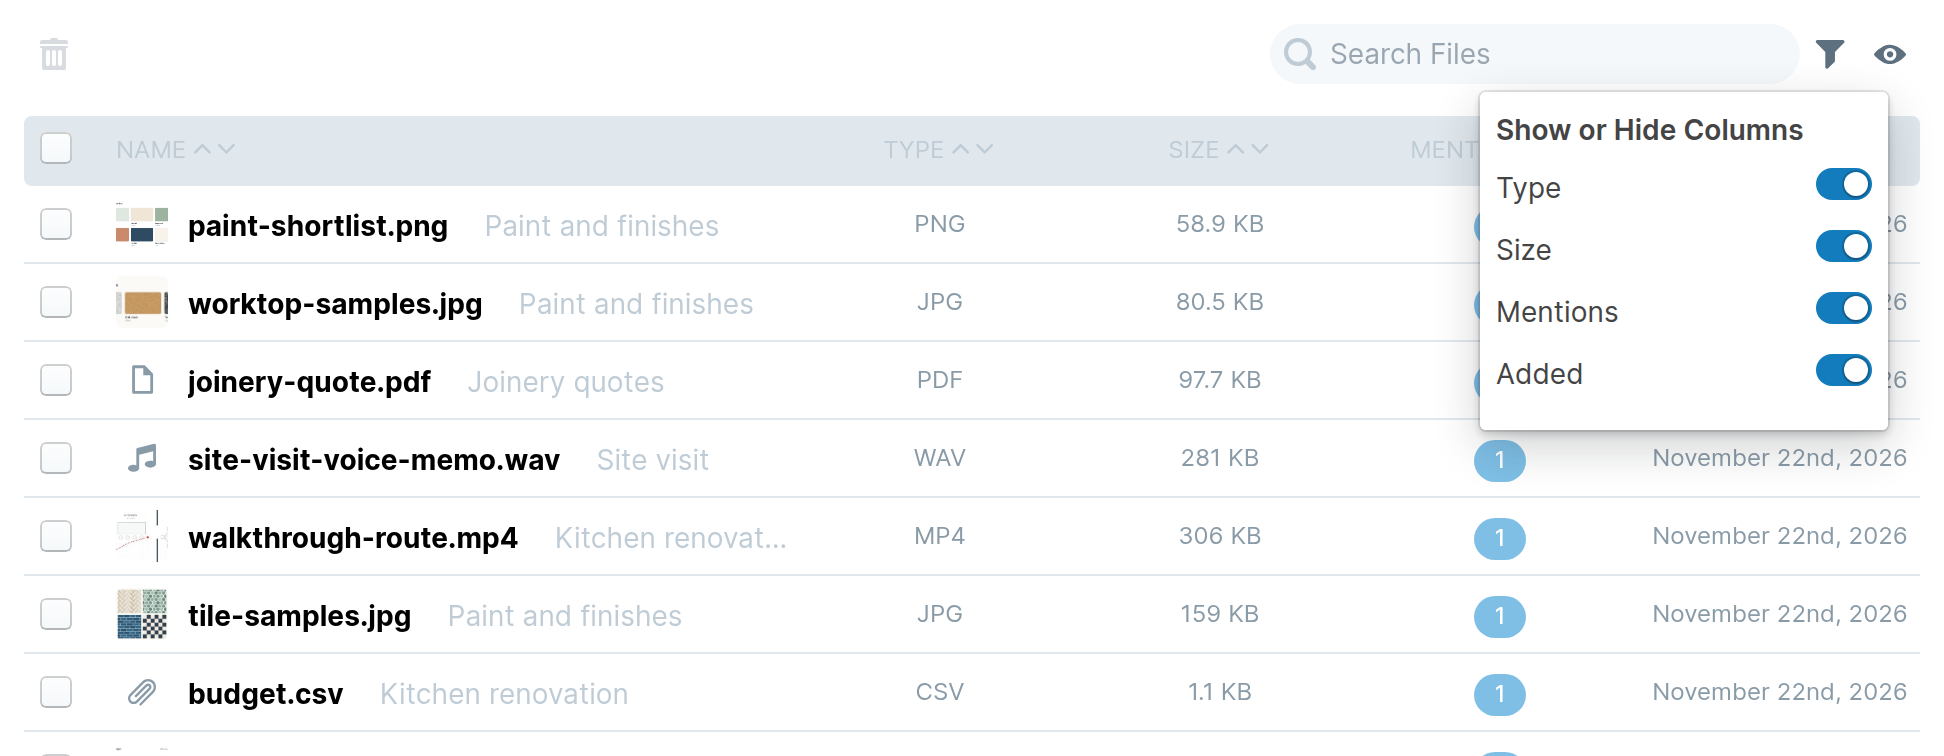 Search Files
NAME TYPE SIZE MENT
Show or Hide Columns
Type
Size
Mentions
Added
paint-shortlist.png Paint and finishes PNG 58.9 KB 26
worktop-samples.jpg Paint and finishes JPG 80.5 KB 26
joinery-quote.pdf Joinery quotes PDF 97.7 KB 26
site-visit-voice-memo.wav Site visit WAV 281 KB 1 November 22nd, 2026
walkthrough-route.mp4 Kitchen renovat... MP4 306 KB 1 November 22nd, 2026
tile-samples.jpg Paint and finishes JPG 159 KB 1 November 22nd, 2026
budget.csv Kitchen renovation CSV 1.1 KB 1 November 22nd, 2026